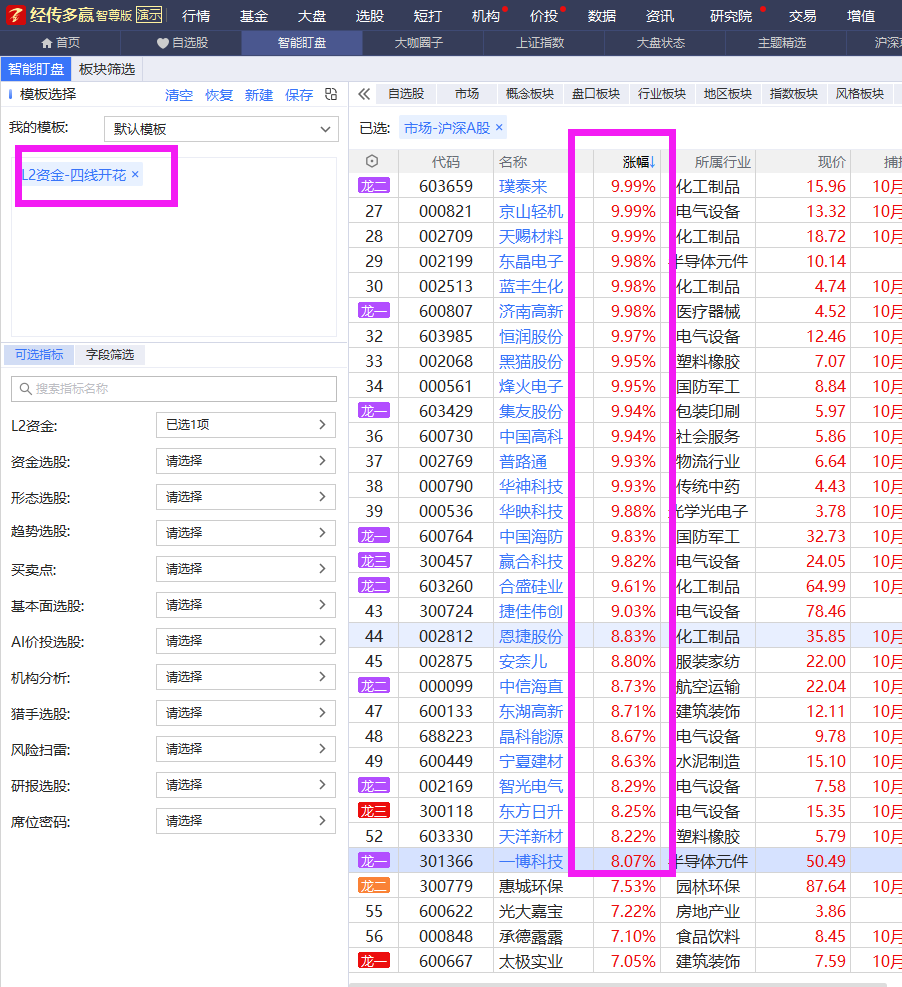 经传多赢 智尊版 演示 行情 基金 大盘 选股 短打 机构 价投 数据 资讯 研究院 交易 增值
首页 自选股 智能盯盘 大咖圈子 上证指数 大盘状态 主题精选 沪深
智能盯盘 板块筛选
模板选择 清空 恢复 新建 保存
我的模板: 默认模板
L2资金-四线开花 ×
可选指标 字段筛选
搜索指标名称
L2资金: 已选1项
资金选股: 请选择
形态选股: 请选择
趋势选股: 请选择
买卖点: 请选择
基本面选股: 请选择
AI价投选股: 请选择
机构分析: 请选择
猎手选股: 请选择
风险扫雷: 请选择
研报选股: 请选择
席位密码: 请选择
自选股 市场 概念板块 盘口板块 行业板块 地区板块 指数板块 风格板块
已选: 市场-沪深A股 ×
代码 名称 涨幅↓ 所属行业 现价 捕
龙二 603659 璞泰来 9.99% 化工制品 15.96 10月
27 000821 京山轻机 9.99% 电气设备 13.32 10月
28 002709 天赐材料 9.99% 化工制品 18.72 10月
29 002199 东晶电子 9.98% 半导体元件 10.14
30 002513 蓝丰生化 9.98% 化工制品 4.74 10月
龙一 600807 济南高新 9.98% 医疗器械 4.52 10月
32 603985 恒润股份 9.97% 电气设备 12.46 10月
33 002068 黑猫股份 9.95% 塑料橡胶 7.07 10月
34 000561 烽火电子 9.95% 国防军工 8.84 10月
龙一 603429 集友股份 9.94% 包装印刷 5.97 10月
36 600730 中国高科 9.94% 社会服务 5.86 10月
37 002769 普路通 9.93% 物流行业 6.64 10月
38 000790 华神科技 9.93% 传统中药 4.43 10月
39 000536 华映科技 9.88% 光学光电子 3.78 10月
龙一 600764 中国海防 9.83% 国防军工 32.73 10月
龙三 300457 赢合科技 9.82% 电气设备 24.05 10月
龙二 603260 合盛硅业 9.61% 化工制品 64.99 10月
43 300724 捷佳伟创 9.03% 电气设备 78.46
44 002812 恩捷股份 8.83% 化工制品 35.85 10月
45 002875 安奈儿 8.80% 服装家纺 22.00 10月
龙二 000099 中信海直 8.73% 航空运输 22.04 10月
47 600133 东湖高新 8.71% 建筑装饰 12.11 10月
48 688223 晶科能源 8.67% 电气设备 9.78 10月
49 600449 宁夏建材 8.63% 水泥制造 15.10 10月
龙二 002169 智光电气 8.29% 电气设备 7.58 10月
龙三 300118 东方日升 8.25% 电气设备 15.35 10月
52 603330 天洋新材 8.22% 塑料橡胶 5.79 10月
龙一 301366 一博科技 8.07% 半导体元件 50.49
龙二 300779 惠城环保 7.53% 园林环保 87.64 10月
55 600622 光大嘉宝 7.22% 房地产业 3.86
56 000848 承德露露 7.10% 食品饮料 8.45 10月
龙一 600667 太极实业 7.05% 建筑装饰 7.59 10月